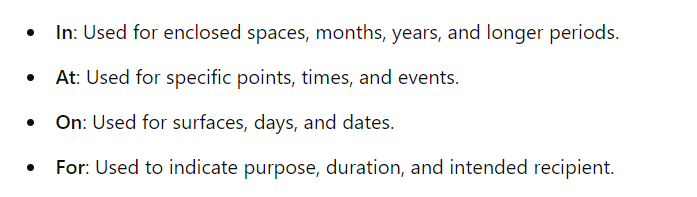 In: Used for enclosed spaces, months, years, and longer periods.
At: Used for specific points, times, and events.
On: Used for surfaces, days, and dates.
For: Used to indicate purpose, duration, and intended recipient.